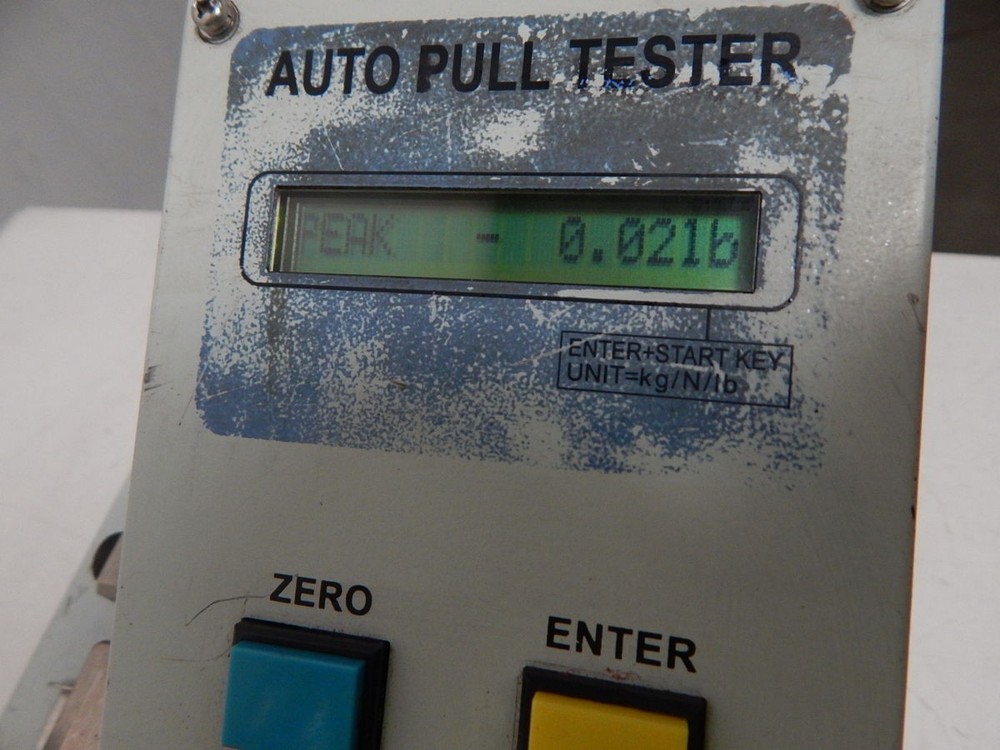 AUTO PULL TESTER
PEAK - 0.02lb
ENTER+START KEY
UNIT=kg/N/lb
ZERO
ENTER